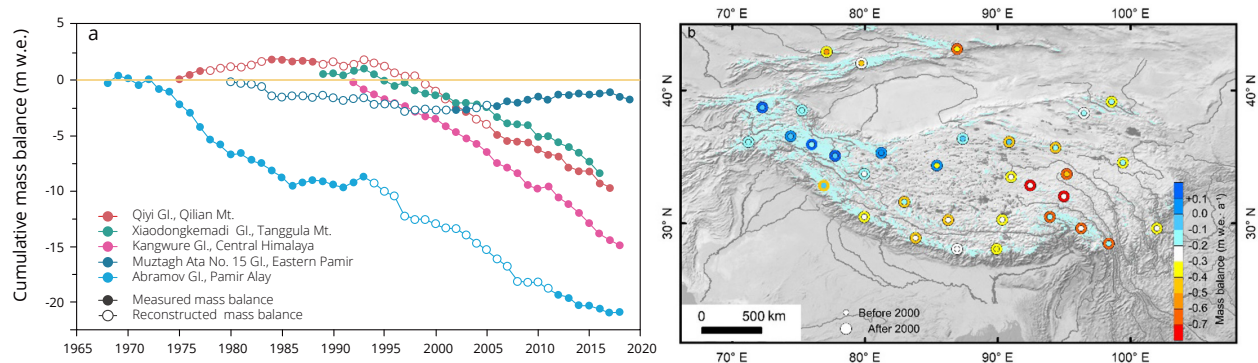 Cumulative mass balance (m w.e.)
a
5
0
-5
-10
-15
-20
Qiyi Gl., Qilian Mt.
Xiaodongkemadi Gl., Tanggula Mt.
Kangwure Gl., Central Himalaya
Muztagh Ata No. 15 Gl., Eastern Pamir
Abramov Gl., Pamir Alay
Measured mass balance
Reconstructed mass balance
1965 1970 1975 1980 1985 1990 1995 2000 2005 2010 2015 2020
70° E 80° E 90° E 100° E
b
40° N 40° N
30° N 30° N
+0.1
0.0
-0.1
-0.2
-0.3
-0.4
-0.5
-0.6
-0.7
Mass balance (m w.e.· a⁻¹)
0 500 km
Before 2000
After 2000
70° E 80° E 90° E 100° E